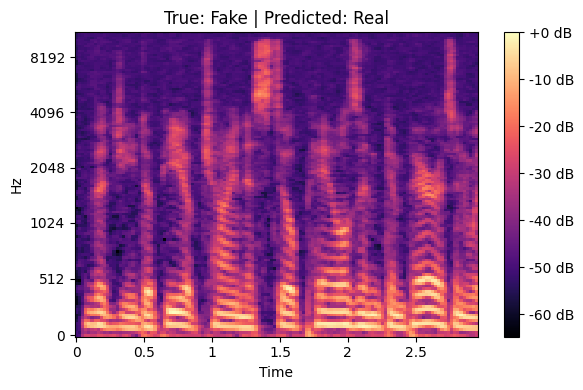 True: Fake | Predicted: Real
Hz
8192
4096
2048
1024
512
0
0 0.5 1 1.5 2 2.5
Time
+0 dB
-10 dB
-20 dB
-30 dB
-40 dB
-50 dB
-60 dB